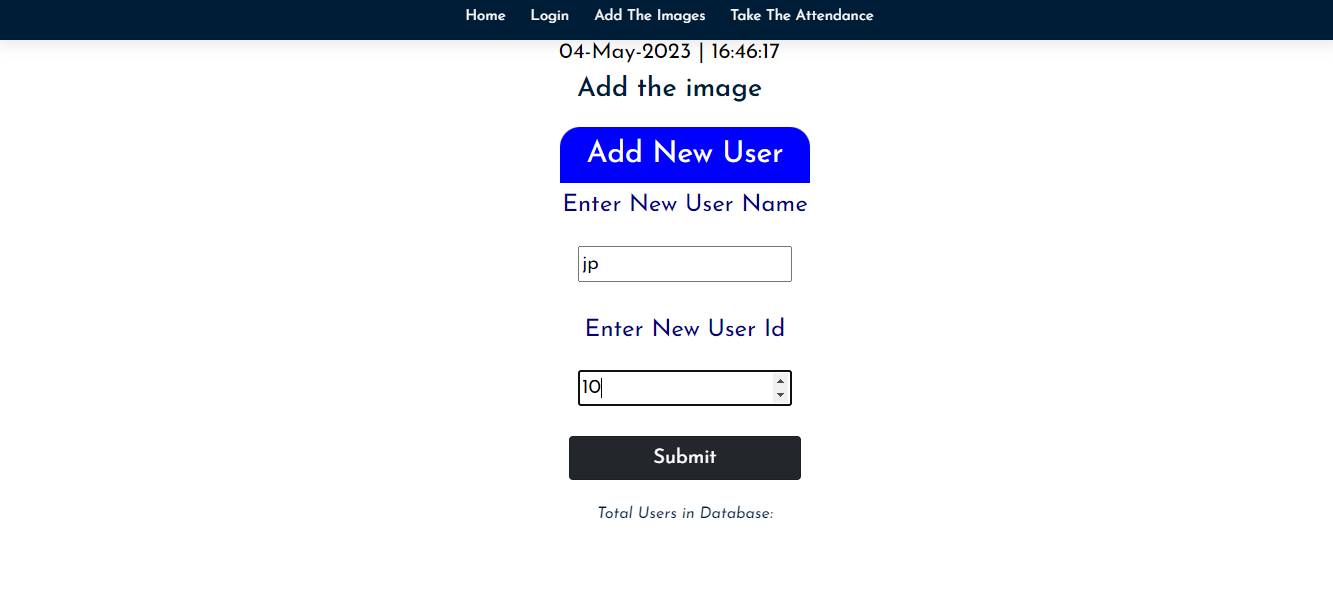 Home Login Add The Images Take The Attendance
04-May-2023 | 16:46:17
Add the image
Add New User
Enter New User Name
jp
Enter New User Id
10
Submit
Total Users in Database: